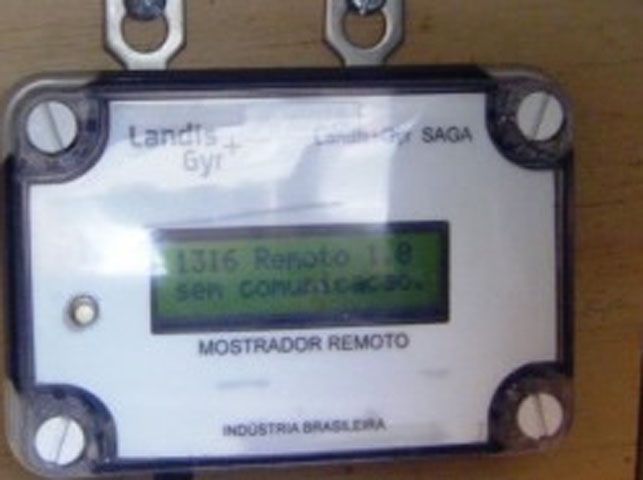 Landis
Gyr+
Landis+Gyr SAGA
1316 Remoto 1.0
sem comunicacao.
MOSTRADOR REMOTO
INDÚSTRIA BRASILEIRA